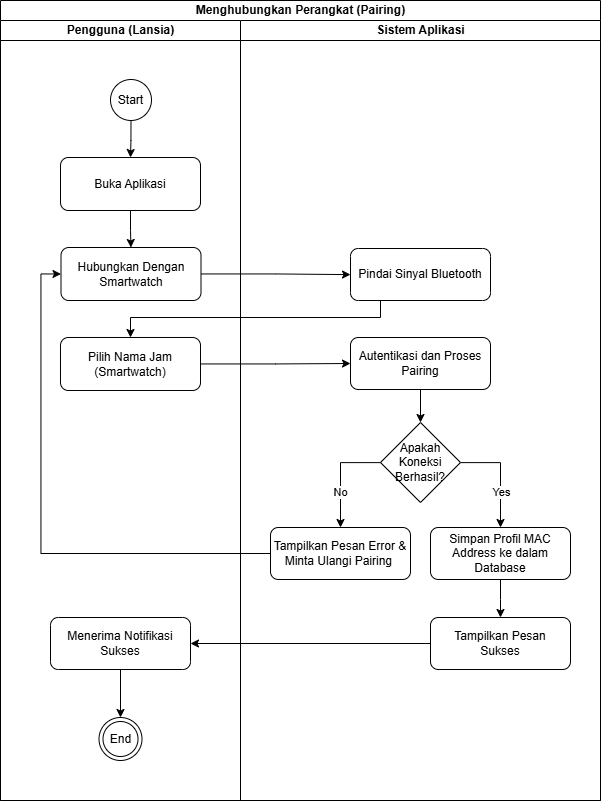 Menghubungkan Perangkat (Pairing)
Pengguna (Lansia)
Sistem Aplikasi
Start
Buka Aplikasi
Hubungkan Dengan
Smartwatch
Pindai Sinyal Bluetooth
Pilih Nama Jam
(Smartwatch)
Autentikasi dan Proses
Pairing
Apakah
Koneksi
Berhasil?
No
Yes
Tampilkan Pesan Error &
Minta Ulangi Pairing
Simpan Profil MAC
Address ke dalam
Database
Menerima Notifikasi
Sukses
Tampilkan Pesan
Sukses
End